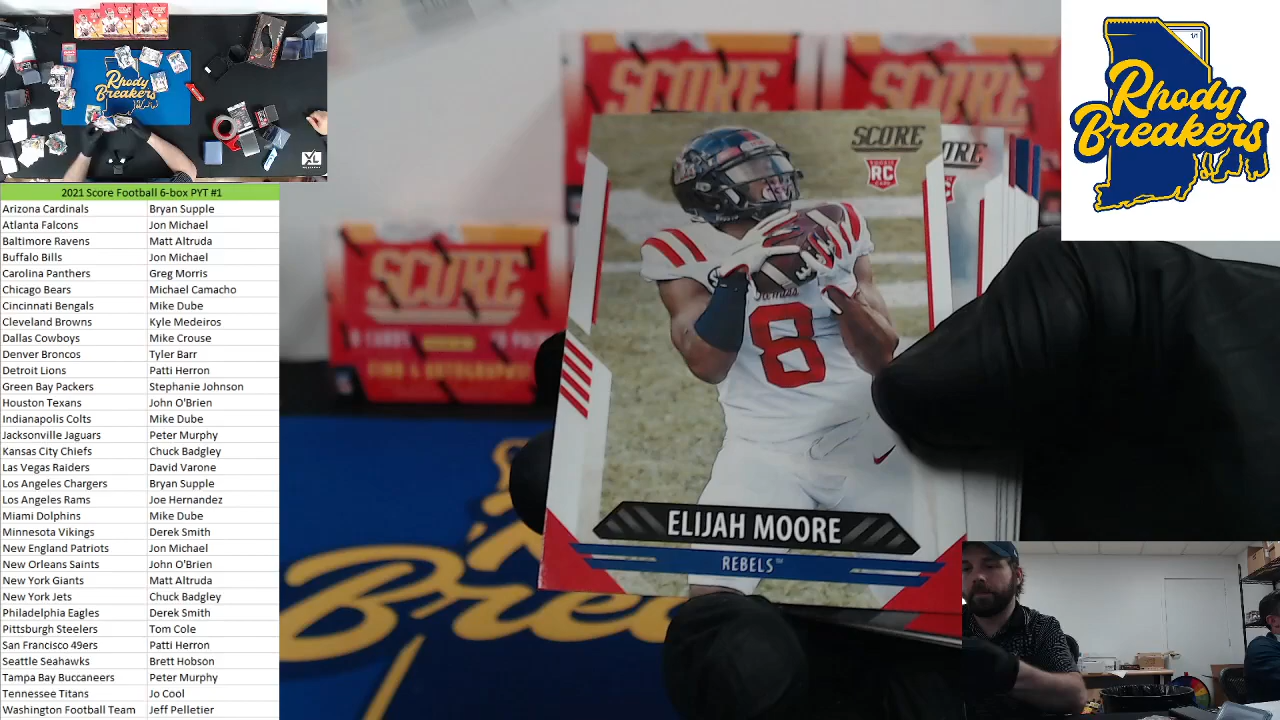 2021 Score Football 6-box PYT #1
Arizona Cardinals Bryan Supple
Atlanta Falcons Jon Michael
Baltimore Ravens Matt Altruda
Buffalo Bills Jon Michael
Carolina Panthers Greg Morris
Chicago Bears Michael Camacho
Cincinnati Bengals Mike Dube
Cleveland Browns Kyle Medeiros
Dallas Cowboys Mike Crouse
Denver Broncos Tyler Barr
Detroit Lions Patti Herron
Green Bay Packers Stephanie Johnson
Houston Texans John O'Brien
Indianapolis Colts Mike Dube
Jacksonville Jaguars Peter Murphy
Kansas City Chiefs Chuck Badgley
Las Vegas Raiders David Varone
Los Angeles Chargers Bryan Supple
Los Angeles Rams Joe Hernandez
Miami Dolphins Mike Dube
Minnesota Vikings Derek Smith
New England Patriots Jon Michael
New Orleans Saints John O'Brien
New York Giants Matt Altruda
New York Jets Chuck Badgley
Philadelphia Eagles Derek Smith
Pittsburgh Steelers Tom Cole
San Francisco 49ers Patti Herron
Seattle Seahawks Brett Hobson
Tampa Bay Buccaneers Peter Murphy
Tennessee Titans Jo Cool
Washington Football Team Jeff Pelletier
Rhody
Breakers
XL
SCORE
SCORE
SCORE
SCORE
RC
8
ELIJAH MOORE
REBELS™
Brea
Rhody
Breakers
1/1